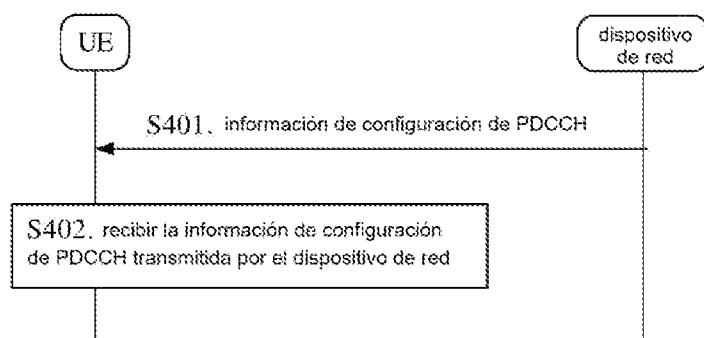 UE
dispositivo
de red
S401. información de configuración de PDCCH
S402. recibir la información de configuración
de PDCCH transmitida por el dispositivo de red